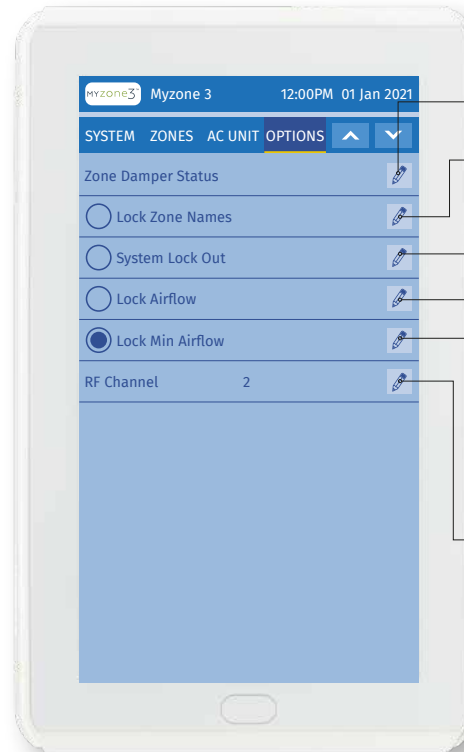 MYzone3™ Myzone 3 12:00PM 01 Jan 2021
SYSTEM ZONES AC UNIT OPTIONS
Zone Damper Status
Lock Zone Names
System Lock Out
Lock Airflow
Lock Min Airflow
RF Channel 2